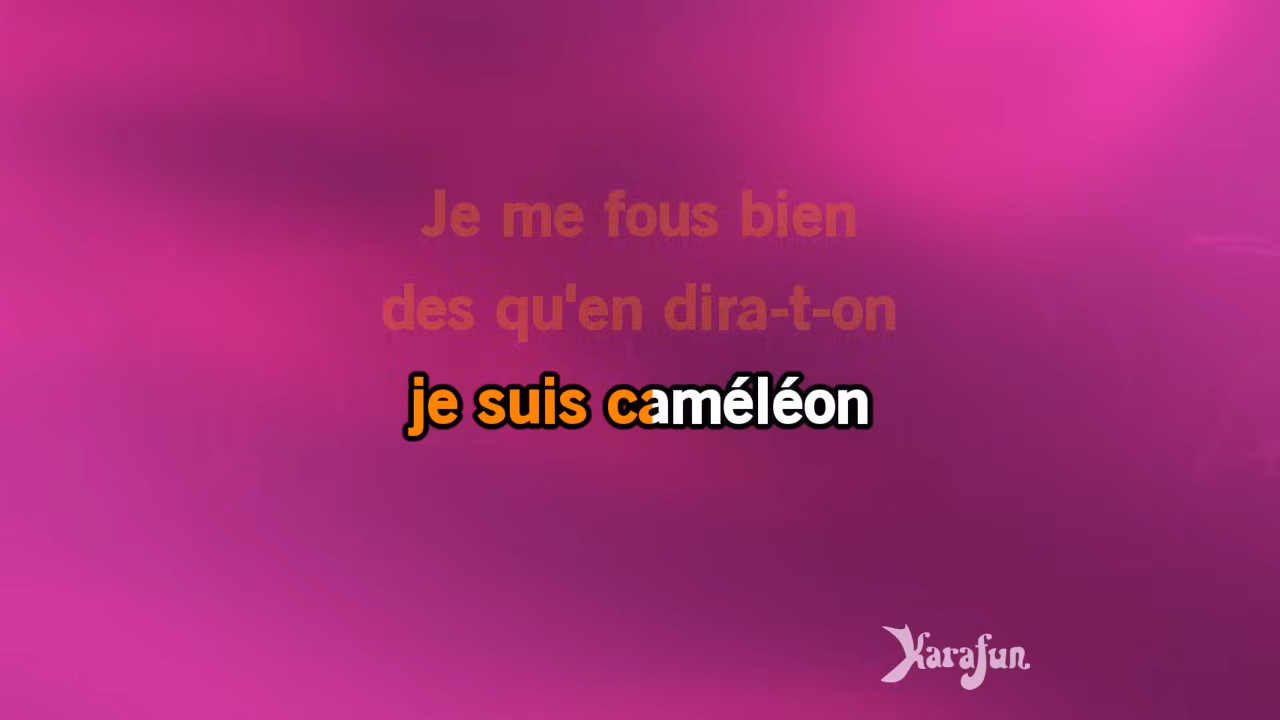 Je me fous bien
des qu'en dira-t-on
je suis caméléon
Karafun